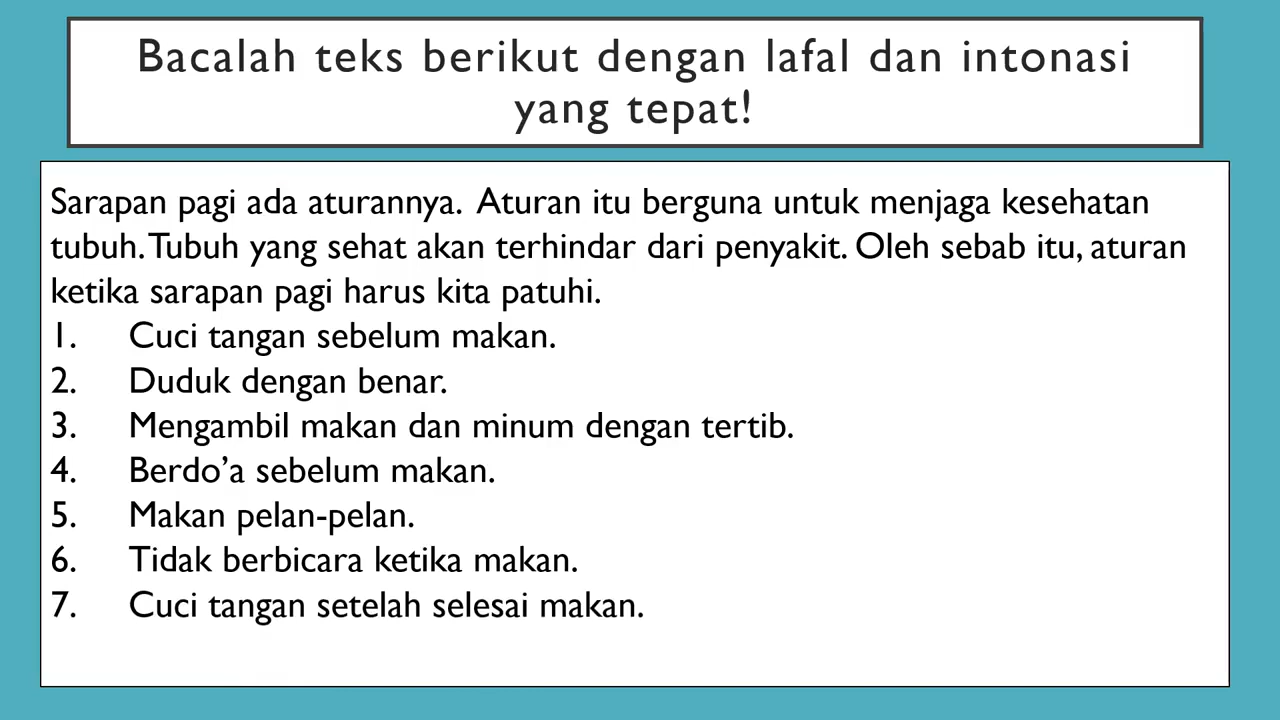 Bacalah teks berikut dengan lafal dan intonasi
yang tepat!
Sarapan pagi ada aturannya. Aturan itu berguna untuk menjaga kesehatan
tubuh. Tubuh yang sehat akan terhindar dari penyakit. Oleh sebab itu, aturan
ketika sarapan pagi harus kita patuhi.
1. Cuci tangan sebelum makan.
2. Duduk dengan benar.
3. Mengambil makan dan minum dengan tertib.
4. Berdo’a sebelum makan.
5. Makan pelan-pelan.
6. Tidak berbicara ketika makan.
7. Cuci tangan setelah selesai makan.